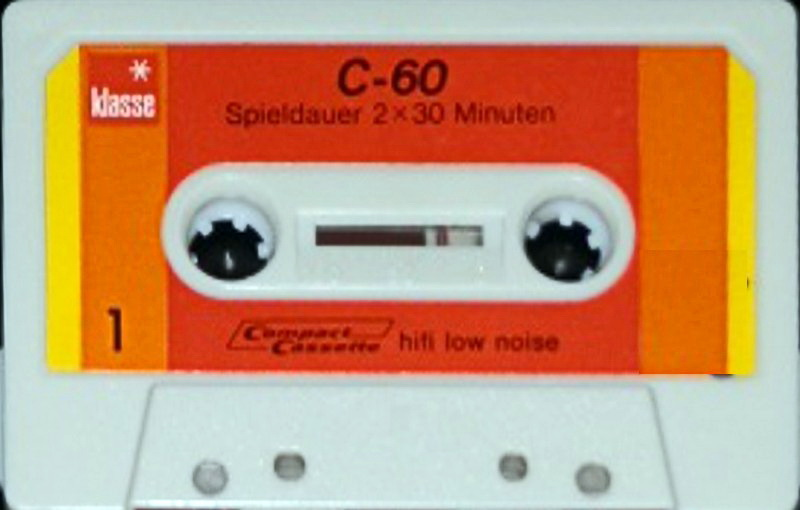 *
klasse
C-60
Spieldauer 2×30 Minuten
1
Compact
Cassette
hifi low noise